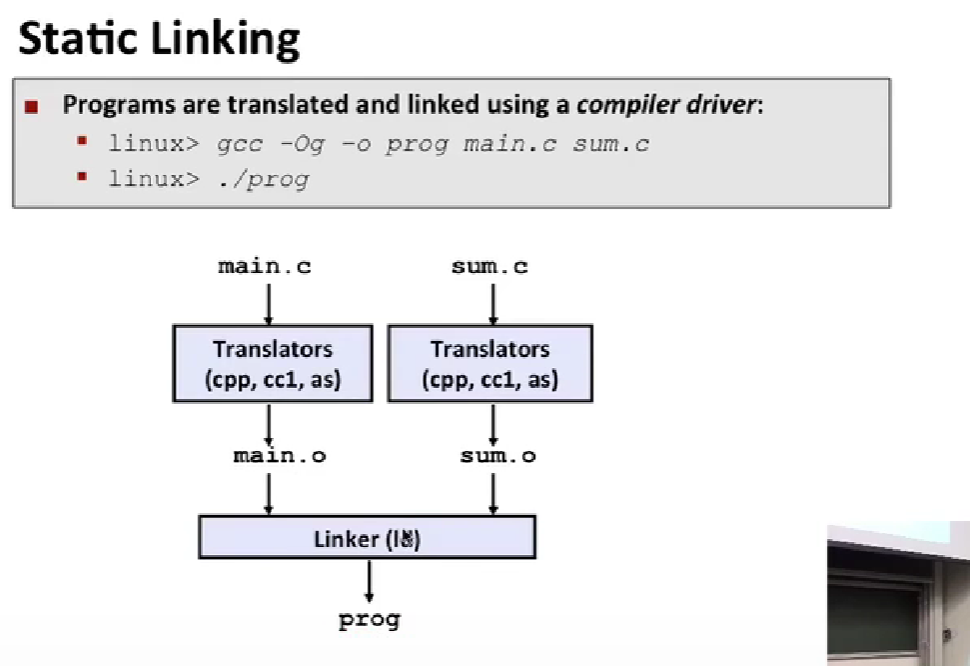 Static Linking
Programs are translated and linked using a compiler driver:
linux> gcc -Og -o prog main.c sum.c
linux> ./prog
main.c sum.c
Translators Translators
(cpp, cc1, as) (cpp, cc1, as)
main.o sum.o
Linker
prog